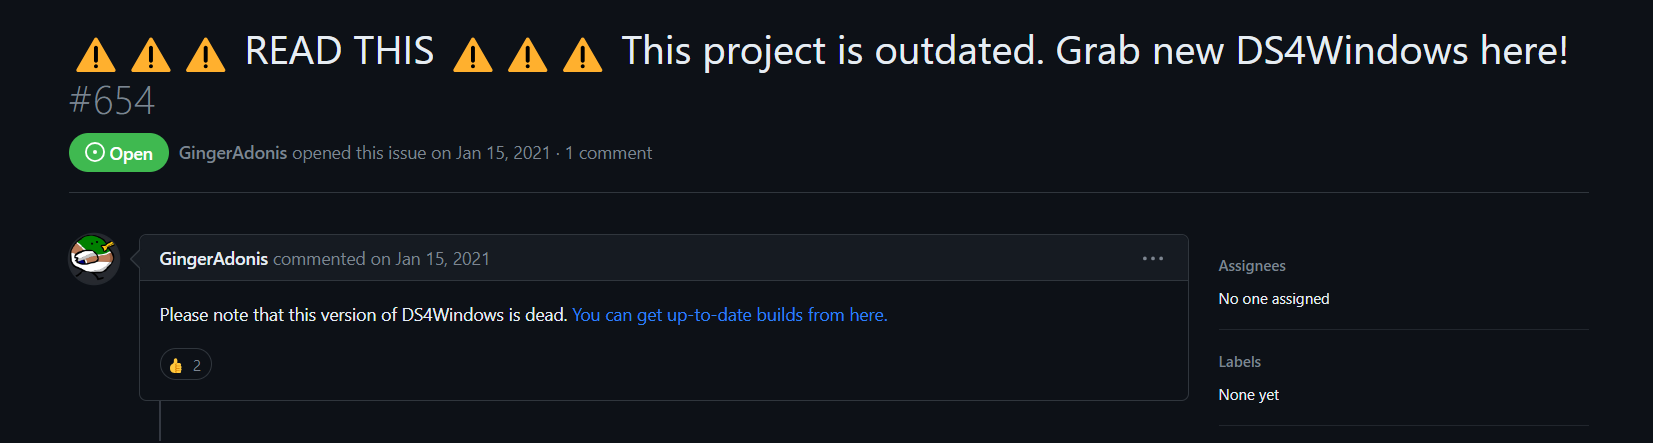 ⚠️ ⚠️ ⚠️ READ THIS ⚠️ ⚠️ ⚠️ This project is outdated. Grab new DS4Windows here!
#654
Open GingerAdonis opened this issue on Jan 15, 2021 · 1 comment
GingerAdonis commented on Jan 15, 2021
Please note that this version of DS4Windows is dead. You can get up-to-date builds from here.
👍 2
Assignees
No one assigned
Labels
None yet